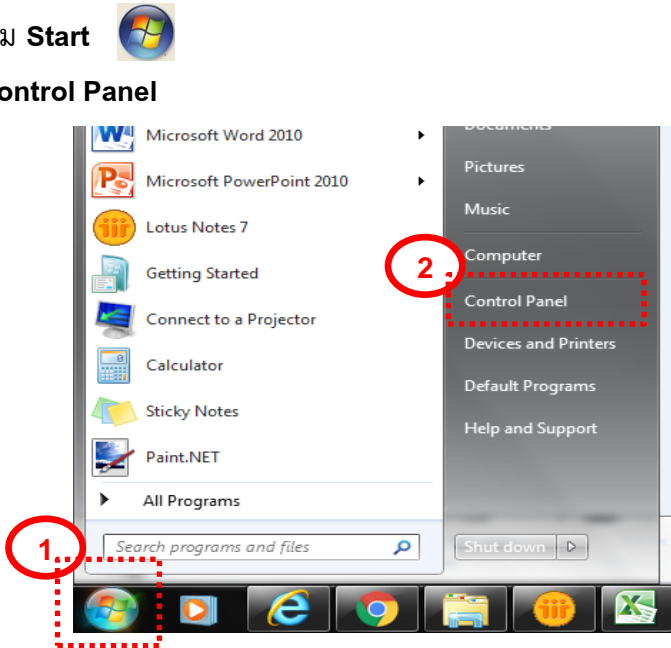 ม Start
ontrol Panel
Microsoft Word 2010
Microsoft PowerPoint 2010
Lotus Notes 7
Getting Started
Connect to a Projector
Calculator
Sticky Notes
Paint.NET
All Programs
Search programs and files
Documents
Pictures
Music
Computer
2
Control Panel
Devices and Printers
Default Programs
Help and Support
Shut down
1